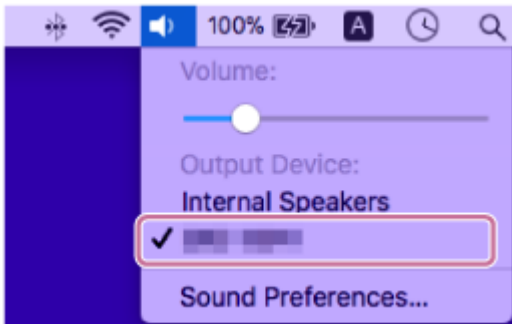 100% A
Volume:
Output Device:
Internal Speakers
Sound Preferences...